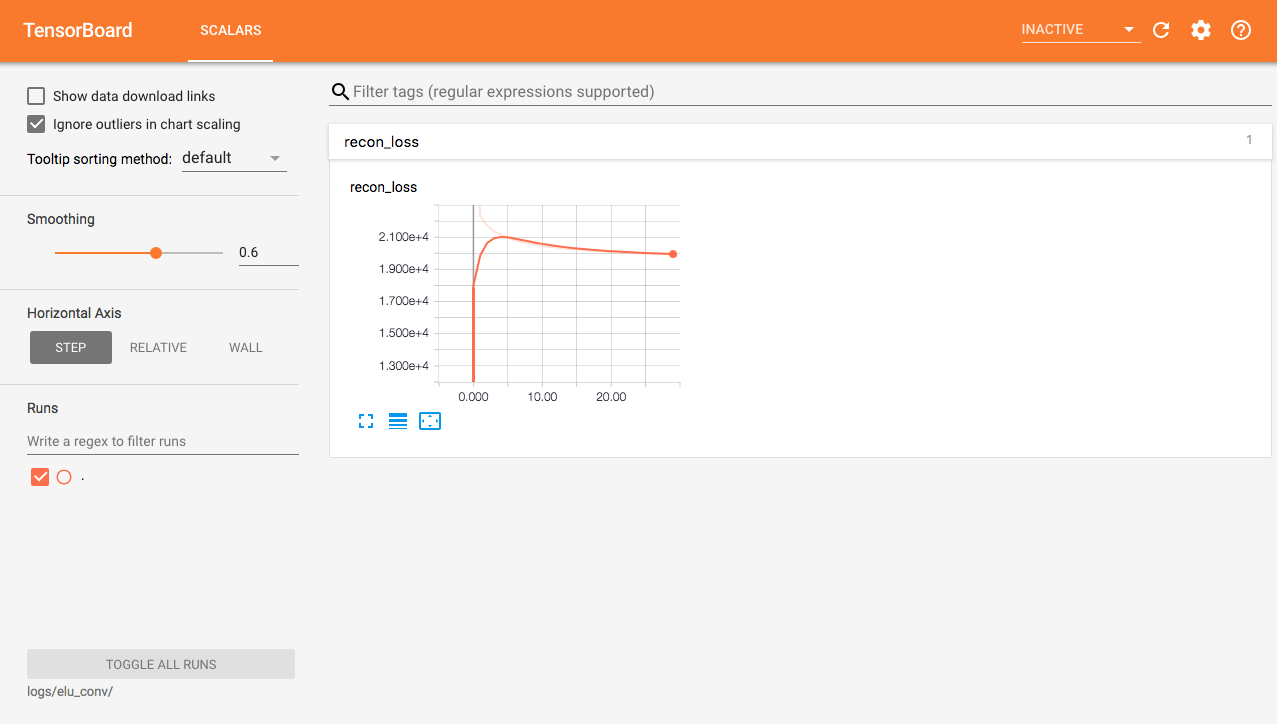 TensorBoard
SCALARS
INACTIVE
Show data download links
Ignore outliers in chart scaling
Tooltip sorting method: default
Smoothing
0.6
Horizontal Axis
STEP RELATIVE WALL
Runs
Write a regex to filter runs
.
TOGGLE ALL RUNS
logs/elu_conv/
Filter tags (regular expressions supported)
recon_loss 1
recon_loss
2.100e+4
1.900e+4
1.700e+4
1.500e+4
1.300e+4
0.000 10.00 20.00